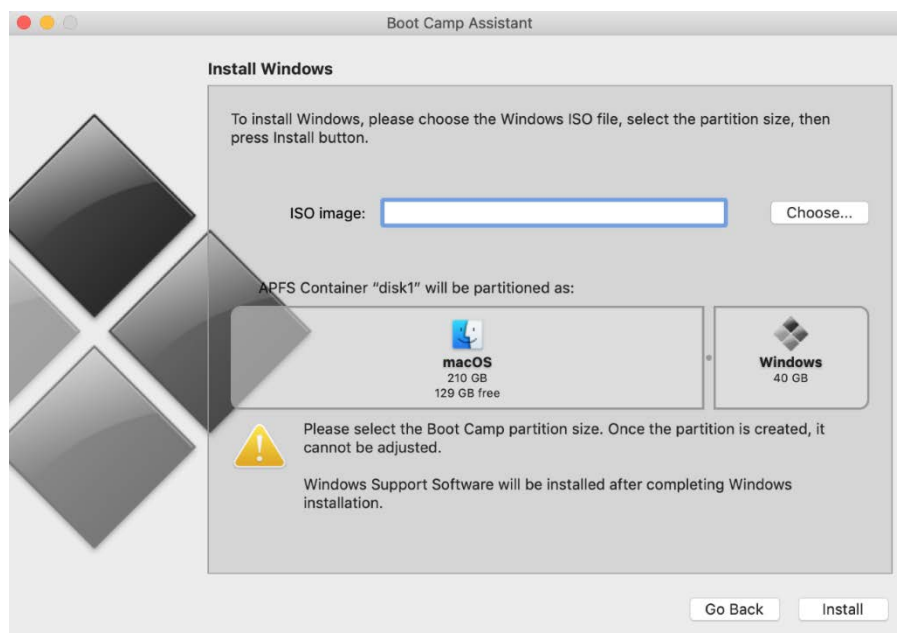 Boot Camp Assistant
Install Windows
To install Windows, please choose the Windows ISO file, select the partition size, then
press Install button.
ISO image:
Choose...
APFS Container “disk1” will be partitioned as:
macOS
210 GB
129 GB free
Windows
40 GB
Please select the Boot Camp partition size. Once the partition is created, it
cannot be adjusted.
Windows Support Software will be installed after completing Windows
installation.
Go Back
Install